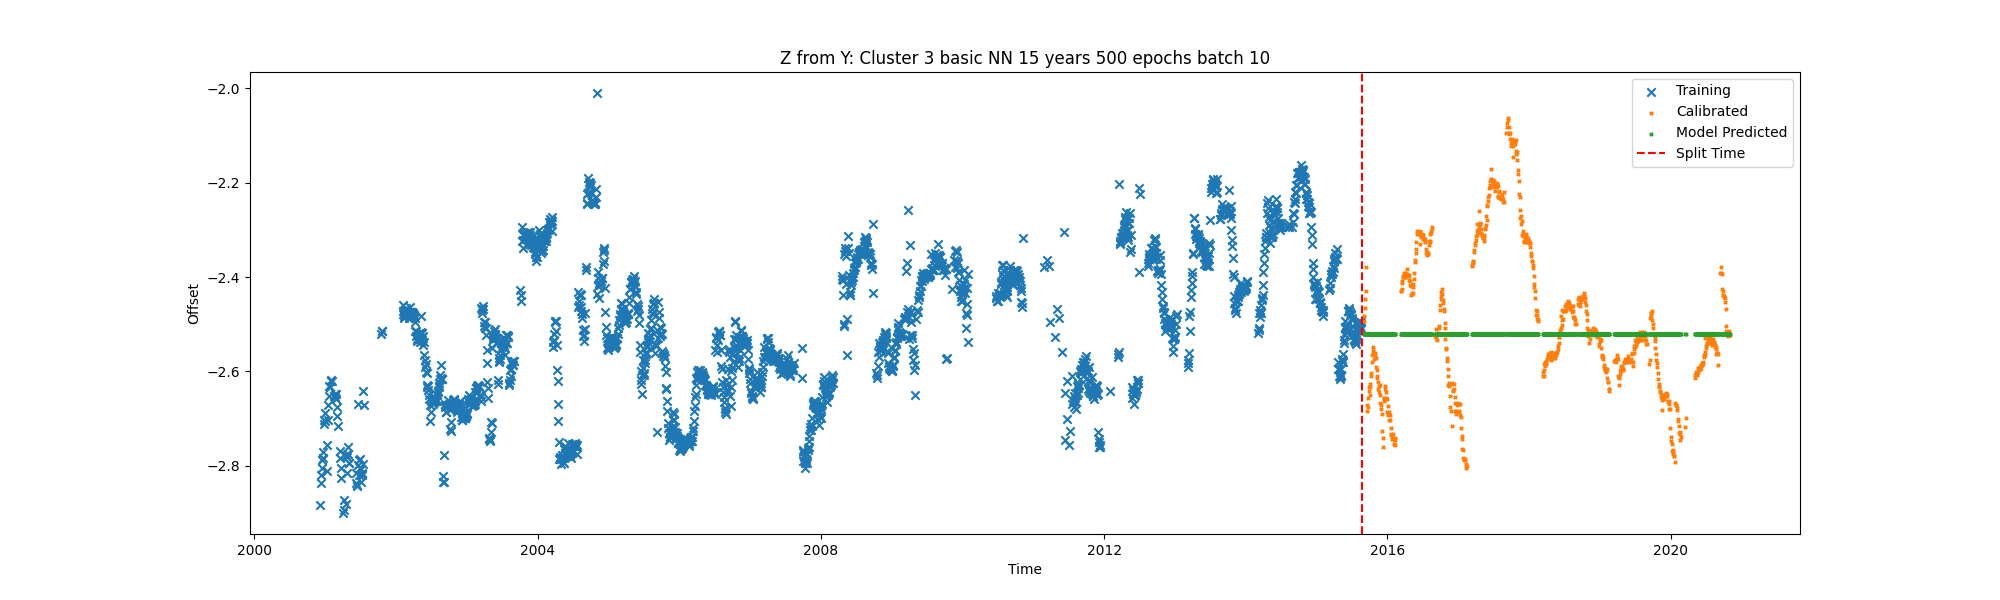 Z from Y: Cluster 3 basic NN 15 years 500 epochs batch 10
Training
Calibrated
Model Predicted
Split Time
Offset
−2.0
−2.2
−2.4
−2.6
−2.8
2000
2004
2008
2012
2016
2020
Time